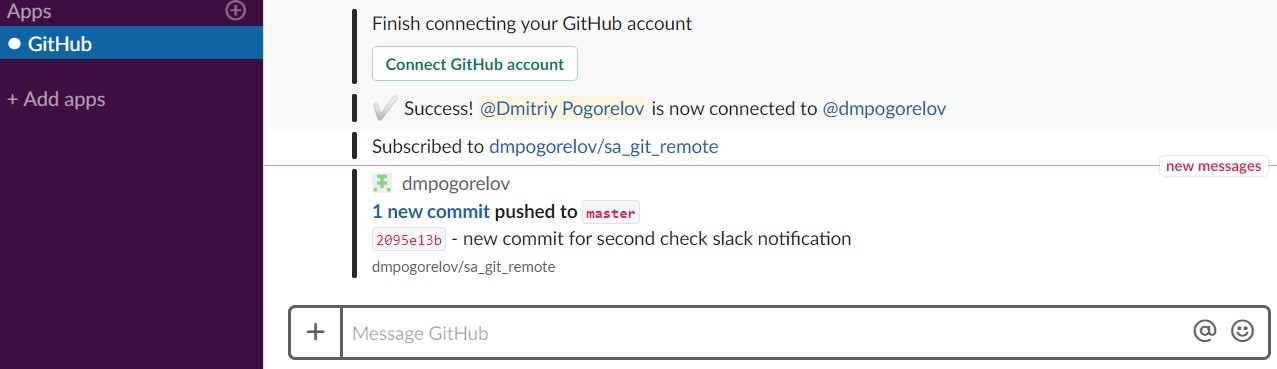 Apps
GitHub
+ Add apps
Finish connecting your GitHub account
Connect GitHub account
Success! @Dmitriy Pogorelov is now connected to @dmpogorelov
Subscribed to dmpogorelov/sa_git_remote
new messages
dmpogorelov
1 new commit pushed to master
2095e13b - new commit for second check slack notification
dmpogorelov/sa_git_remote
+ Message GitHub @